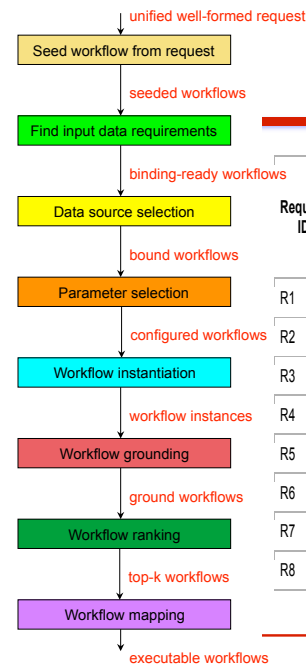 unified well-formed request
Seed workflow from request
seeded workflows
Find input data requirements
binding-ready workflows
Data source selection
bound workflows
Parameter selection
configured workflows
Workflow instantiation
workflow instances
Workflow grounding
ground workflows
Workflow ranking
top-k workflows
Workflow mapping
executable workflows
R1
R2
R3
R4
R5
R6
R7
R8